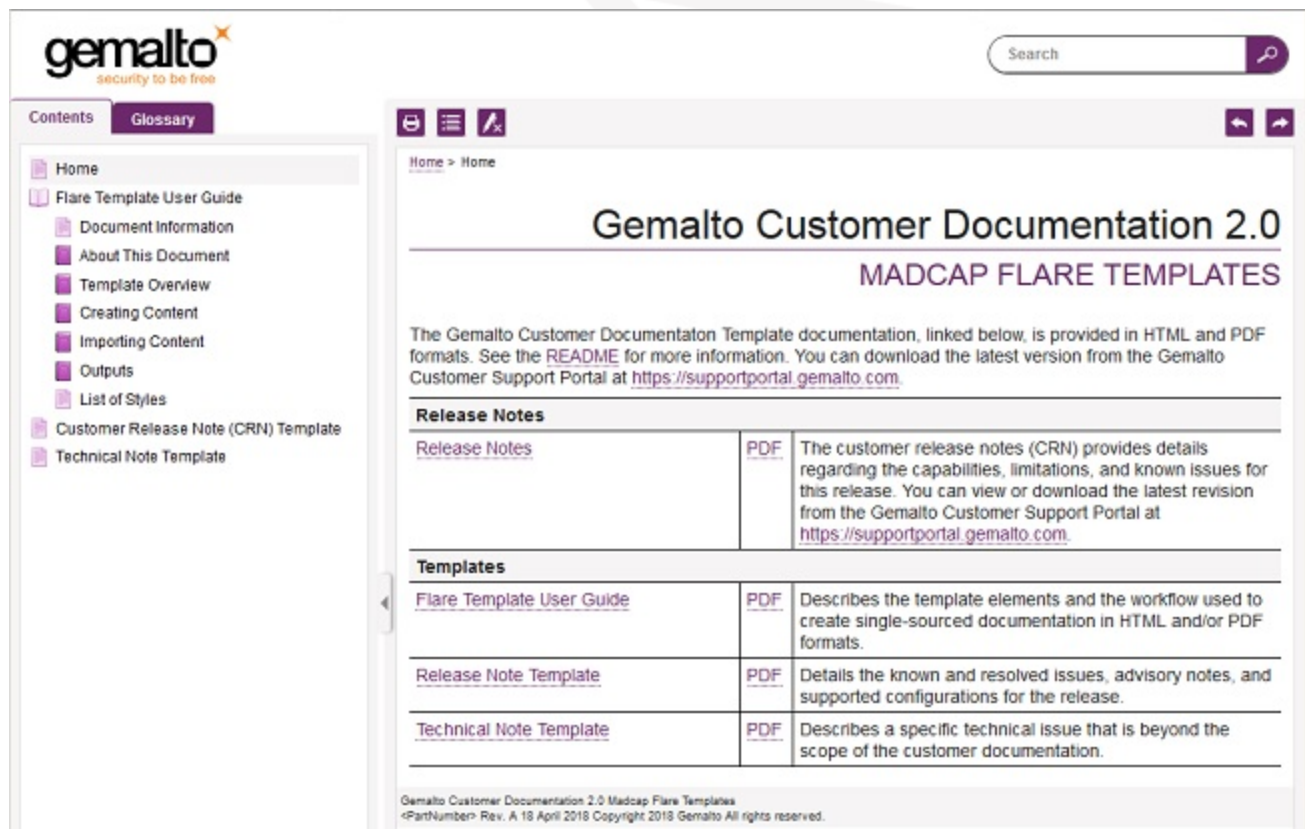 gemalto
security to be free
Search
Contents
Glossary
Home
Flare Template User Guide
Document Information
About This Document
Template Overview
Creating Content
Importing Content
Outputs
List of Styles
Customer Release Note (CRN) Template
Technical Note Template
Home > Home
Gemalto Customer Documentation 2.0
MADCAP FLARE TEMPLATES
The Gemalto Customer Documentaton Template documentation, linked below, is provided in HTML and PDF
formats. See the README for more information. You can download the latest version from the Gemalto
Customer Support Portal at https://supportportal.gemalto.com.
Release Notes
Release Notes PDF The customer release notes (CRN) provides details
regarding the capabilities, limitations, and known issues for
this release. You can view or download the latest revision
from the Gemalto Customer Support Portal at
https://supportportal.gemalto.com.
Templates
Flare Template User Guide PDF Describes the template elements and the workflow used to
create single-sourced documentation in HTML and/or PDF
formats.
Release Note Template PDF Details the known and resolved issues, advisory notes, and
supported configurations for the release.
Technical Note Template PDF Describes a specific technical issue that is beyond the
scope of the customer documentation.
Gemalto Customer Documentation 2.0 Madcap Flare Templates
<PartNumber> Rev. A 18 April 2018 Copyright 2018 Gemalto All rights reserved.